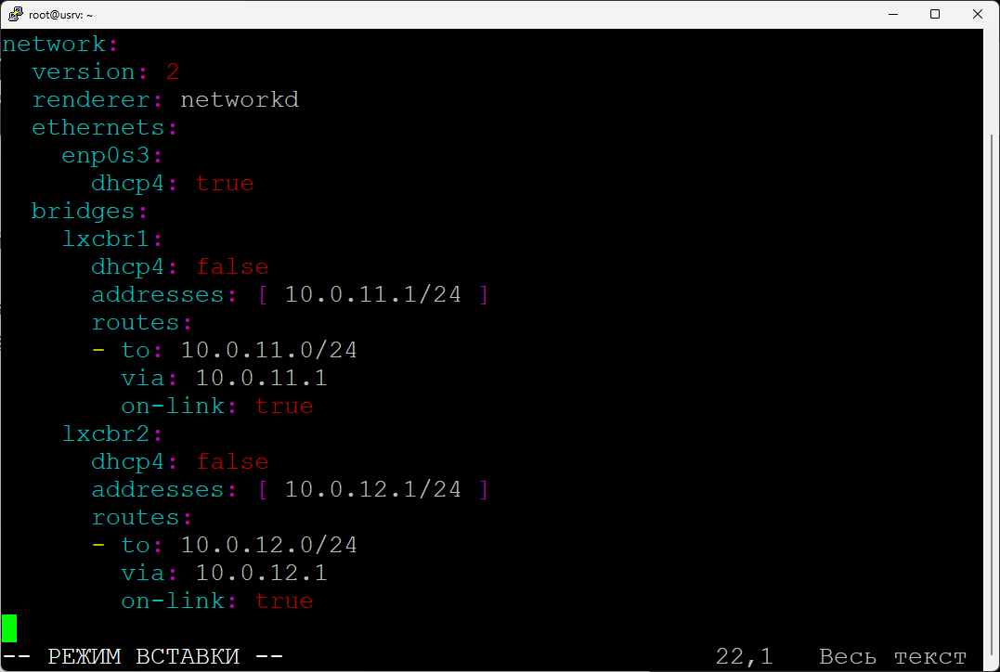 root@usrv: ~
network:
  version: 2
  renderer: networkd
  ethernets:
    enp0s3:
      dhcp4: true
  bridges:
    lxcbr1:
      dhcp4: false
      addresses: [ 10.0.11.1/24 ]
      routes:
      - to: 10.0.11.0/24
        via: 10.0.11.1
        on-link: true
    lxcbr2:
      dhcp4: false
      addresses: [ 10.0.12.1/24 ]
      routes:
      - to: 10.0.12.0/24
        via: 10.0.12.1
        on-link: true
-- РЕЖИМ ВСТАВКИ -- 22,1 Весь текст